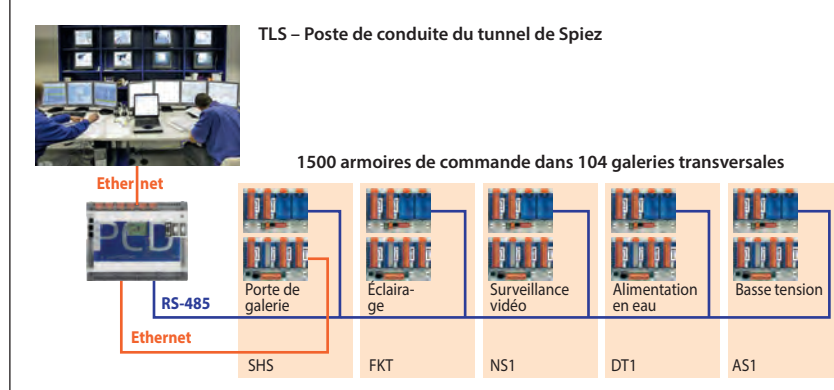 TLS – Poste de conduite du tunnel de Spiez
1500 armoires de commande dans 104 galeries transversales
Ethernet
PCD
RS-485
Ethernet
Porte de
galerie
Éclaira-
ge
Surveillance
vidéo
Alimentation
en eau
Basse tension
SHS
FKT
NS1
DT1
AS1